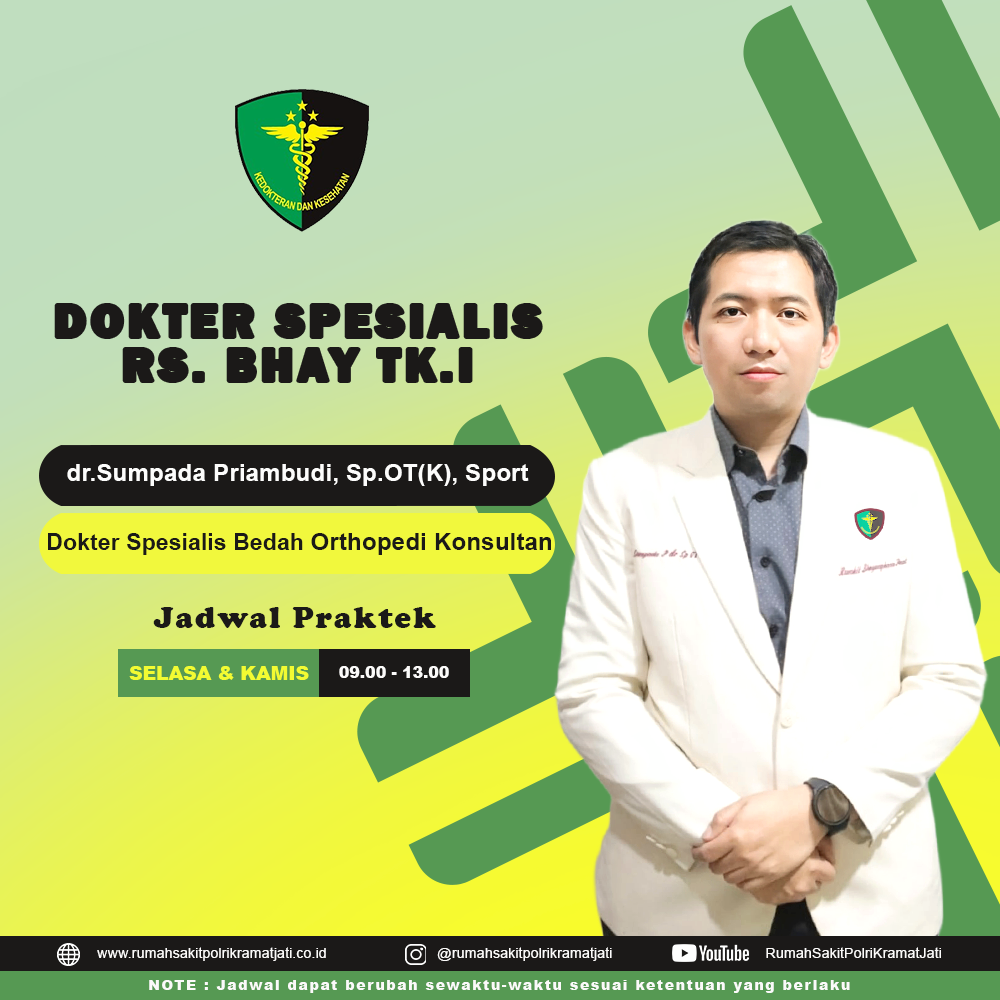 KEDOKTERAN DAN KESEHATAN
DOKTER SPESIALIS
RS. BHAY TK.I
dr.Sumpada Priambudi, Sp.OT(K), Sport
Dokter Spesialis Bedah Orthopedi Konsultan
Jadwal Praktek
SELASA & KAMIS 09.00 - 13.00
www.rumahsakitpolrikramatjati.co.id @rumahsakitpolrikramatjati YouTube RumahSakitPolriKramatJati
NOTE : Jadwal dapat berubah sewaktu-waktu sesuai ketentuan yang berlaku